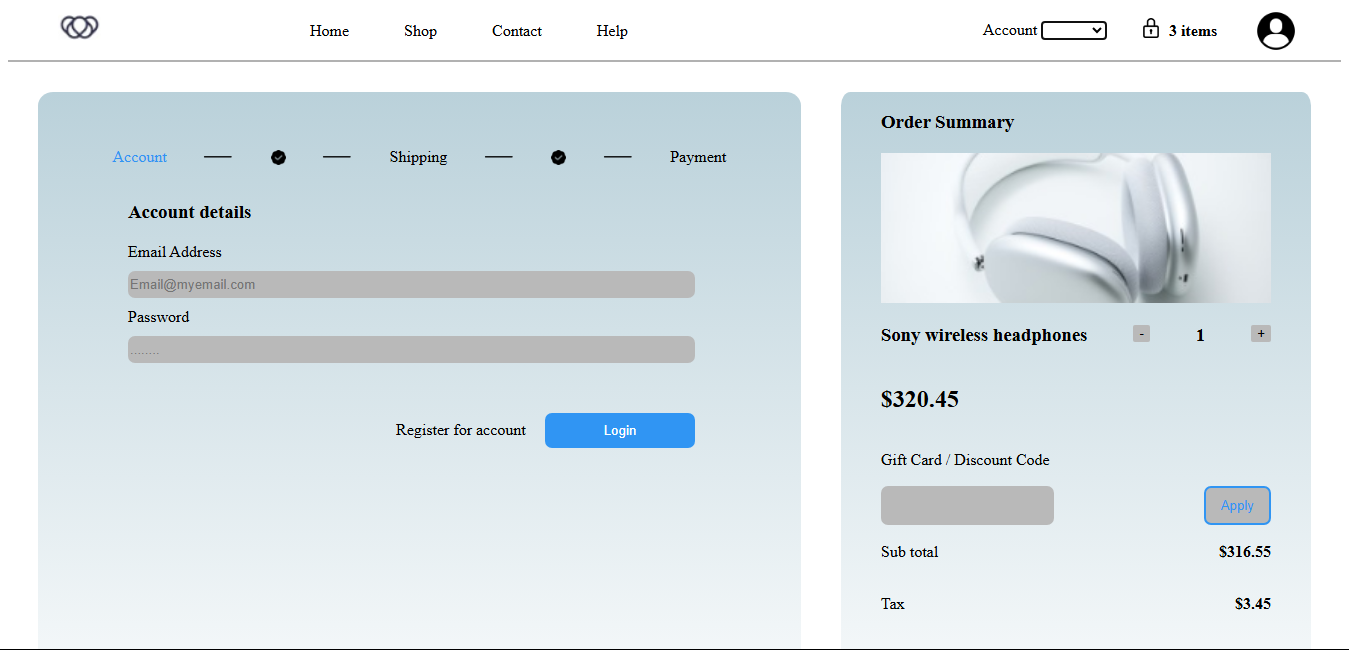 Home Shop Contact Help Account 3 items
Account Shipping Payment
Account details
Email Address
Email@myemail.com
Password
........
Register for account Login
Order Summary
Sony wireless headphones - 1 +
$320.45
Gift Card / Discount Code
Apply
Sub total $316.55
Tax $3.45